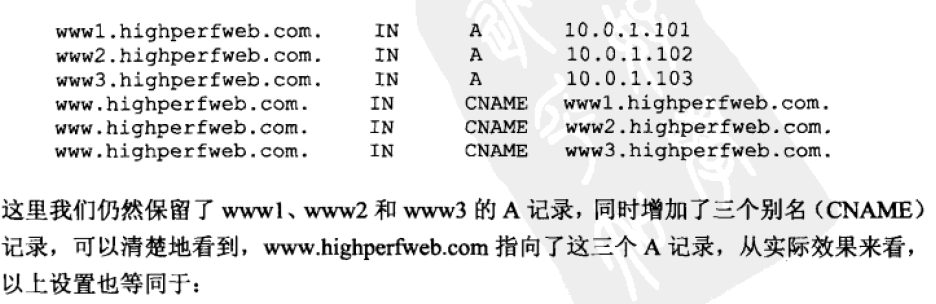 www1.highperfweb.com. IN A 10.0.1.101
www2.highperfweb.com. IN A 10.0.1.102
www3.highperfweb.com. IN A 10.0.1.103
www.highperfweb.com. IN CNAME www1.highperfweb.com.
www.highperfweb.com. IN CNAME www2.highperfweb.com.
www.highperfweb.com. IN CNAME www3.highperfweb.com.
这里我们仍然保留了 www1、www2 和 www3 的 A 记录，同时增加了三个别名（CNAME）
记录，可以清楚地看到，www.highperfweb.com 指向了这三个 A 记录，从实际效果来看，
以上设置也等同于：